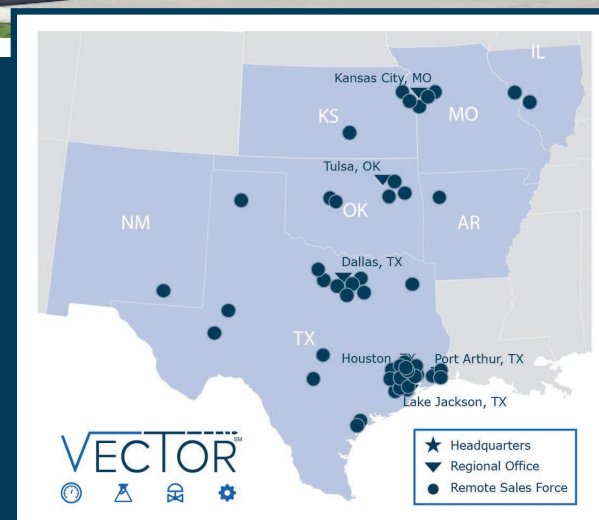 IL
Kansas City, MO
KS
MO
Tulsa, OK
OK
AR
NM
Dallas, TX
TX
Houston, TX
Port Arthur, TX
Lake Jackson, TX
VECTOR
SM
Headquarters
Regional Office
Remote Sales Force